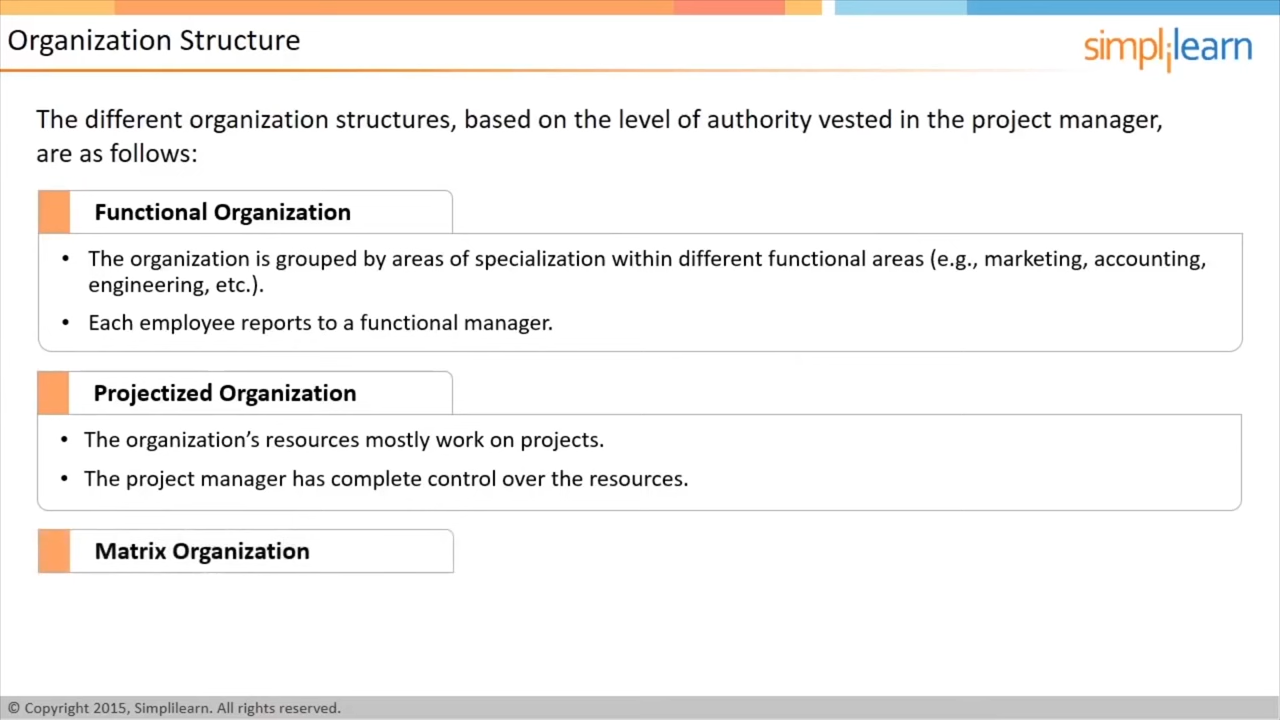 Organization Structure
simplilearn
The different organization structures, based on the level of authority vested in the project manager,
are as follows:
Functional Organization
• The organization is grouped by areas of specialization within different functional areas (e.g., marketing, accounting,
engineering, etc.).
• Each employee reports to a functional manager.
Projectized Organization
• The organization’s resources mostly work on projects.
• The project manager has complete control over the resources.
Matrix Organization
© Copyright 2015, Simplilearn. All rights reserved.